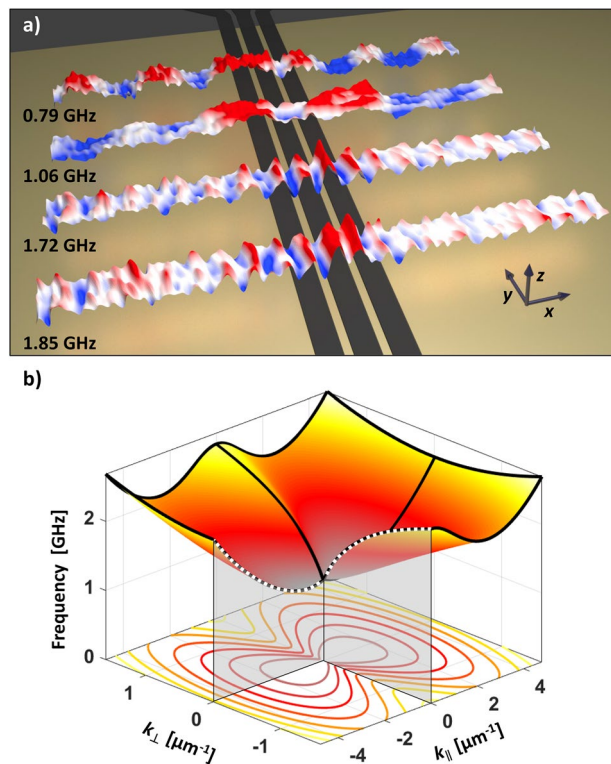 a)
0.79 GHz
1.06 GHz
1.72 GHz
1.85 GHz
z
y
x
b)
Frequency [GHz]
2
1
0
1
0
-1
k⊥ [µm⁻¹]
-4
-2
0
2
4
k∥ [µm⁻¹]